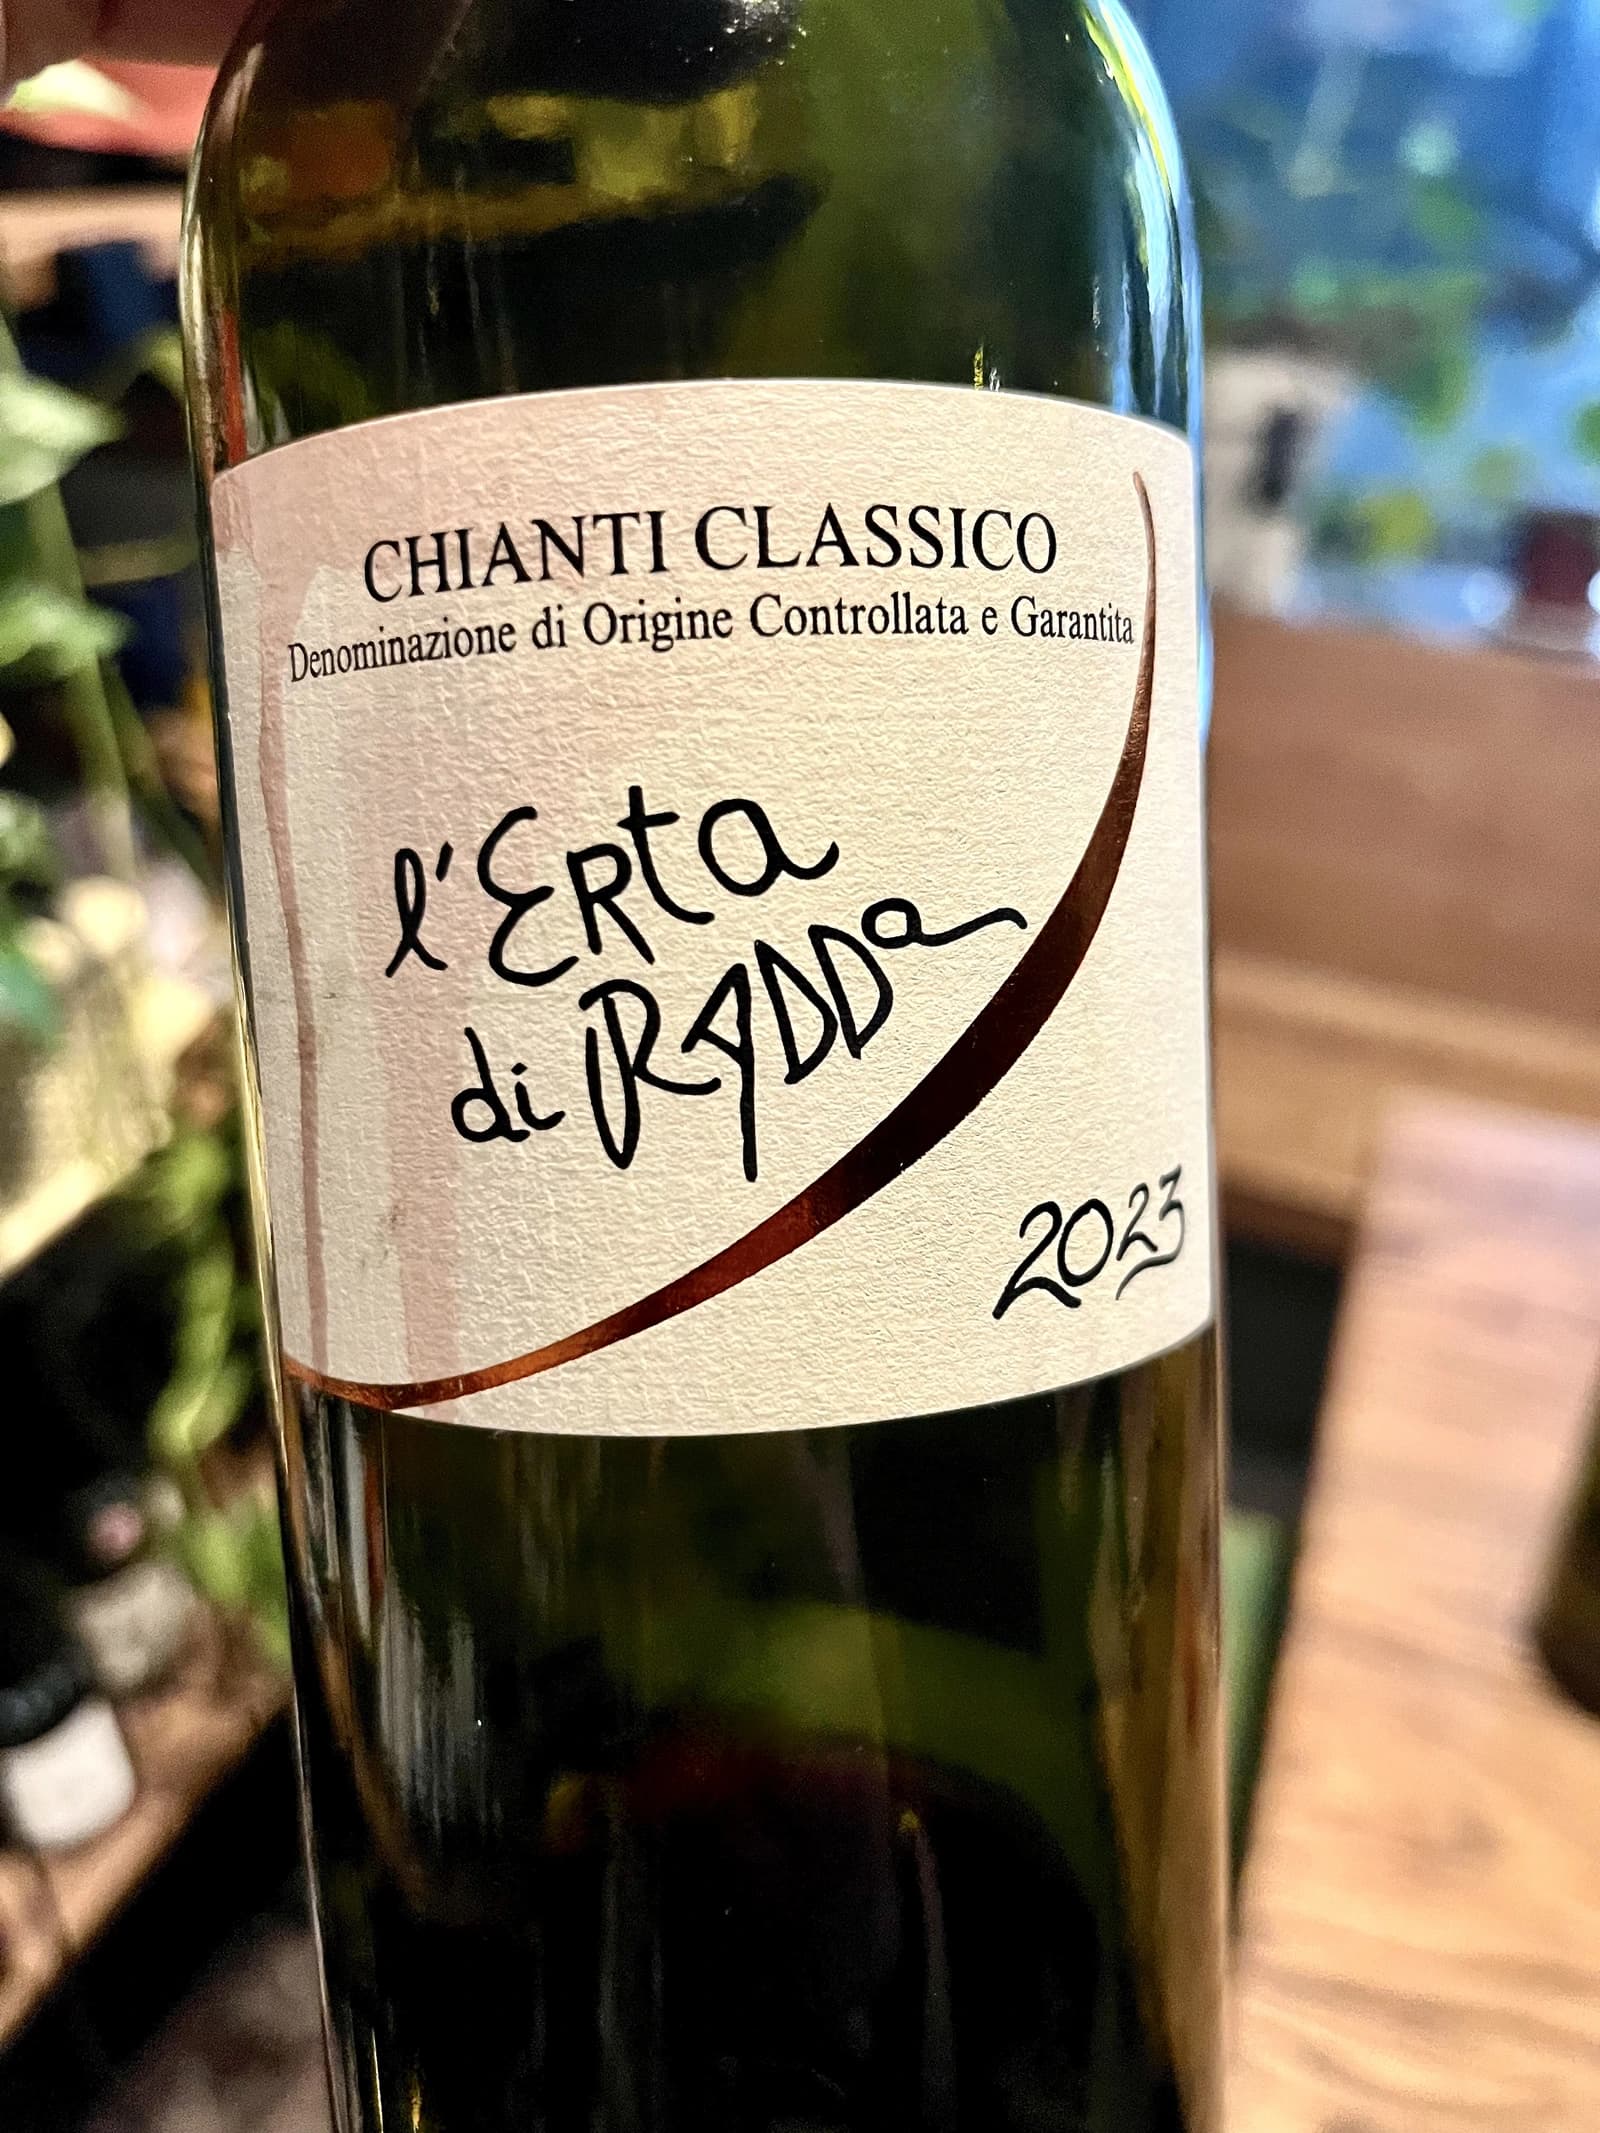 CHIANTI CLASSICO
Denominazione di Origine Controllata e Garantita
l'ERta
di RADDa
2023